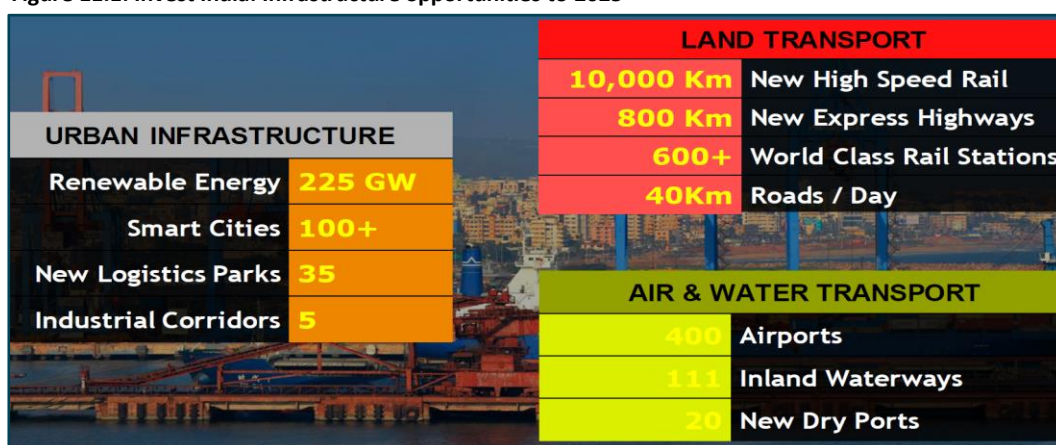 LAND TRANSPORT
10,000 Km New High Speed Rail
800 Km New Express Highways
600+ World Class Rail Stations
40Km Roads / Day
URBAN INFRASTRUCTURE
Renewable Energy 225 GW
Smart Cities 100+
New Logistics Parks 35
Industrial Corridors 5
AIR & WATER TRANSPORT
400 Airports
111 Inland Waterways
20 New Dry Ports